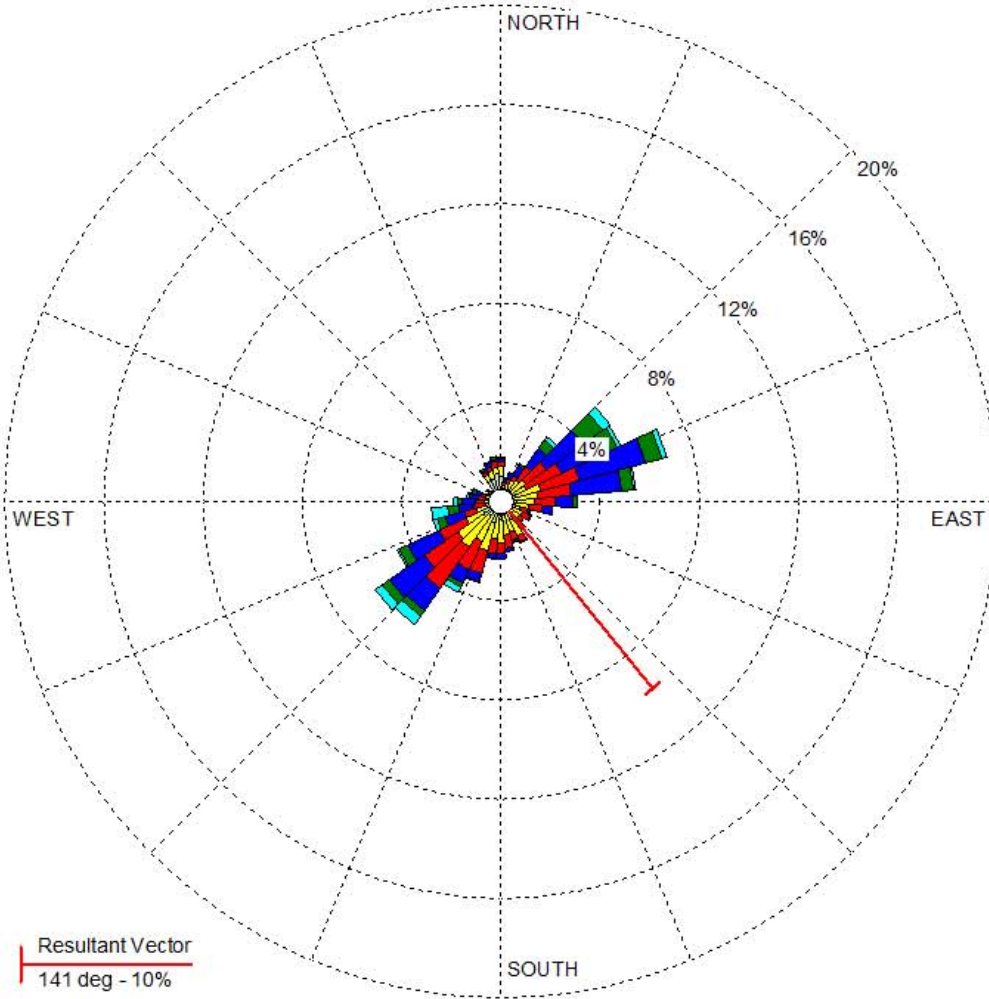 NORTH
20%
16%
12%
8%
4%
WEST
EAST
Resultant Vector
141 deg - 10%
SOUTH